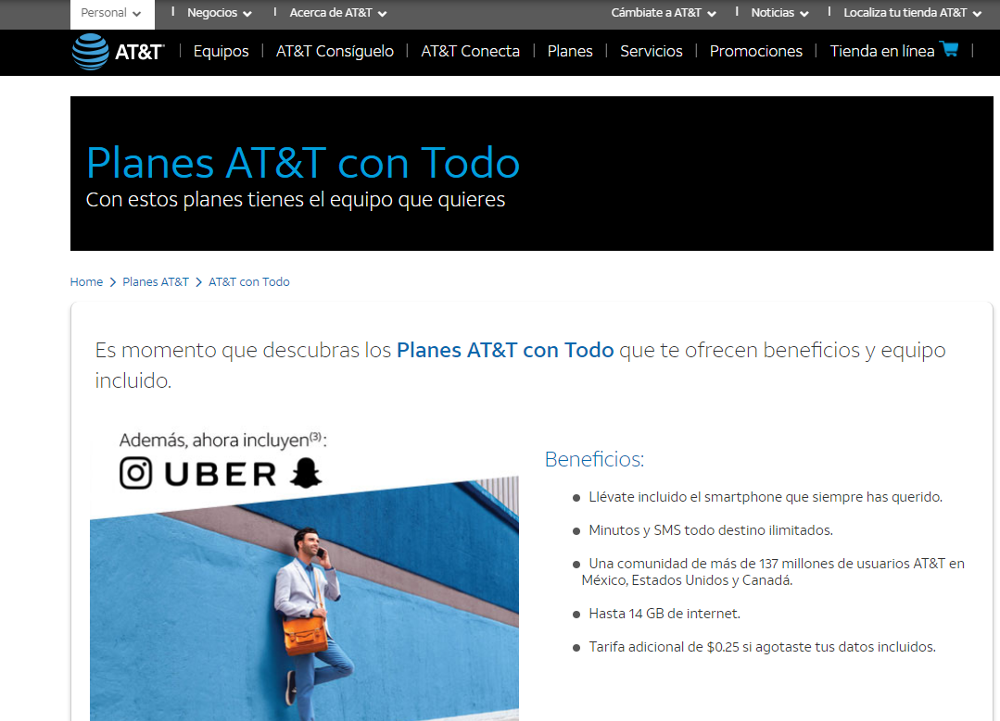 Personal
Negocios
Acerca de AT&T
Cámbiate a AT&T
Noticias
Localiza tu tienda AT&T
AT&T
Equipos
AT&T Consíguelo
AT&T Conecta
Planes
Servicios
Promociones
Tienda en línea
Planes AT&T con Todo
Con estos planes tienes el equipo que quieres
Home > Planes AT&T > AT&T con Todo
Es momento que descubras los Planes AT&T con Todo que te ofrecen beneficios y equipo
incluido.
Además, ahora incluyen(3):
UBER
Beneficios:
Llévate incluido el smartphone que siempre has querido.
Minutos y SMS todo destino ilimitados.
Una comunidad de más de 137 millones de usuarios AT&T en
México, Estados Unidos y Canadá.
Hasta 14 GB de internet.
Tarifa adicional de $0.25 si agotaste tus datos incluidos.